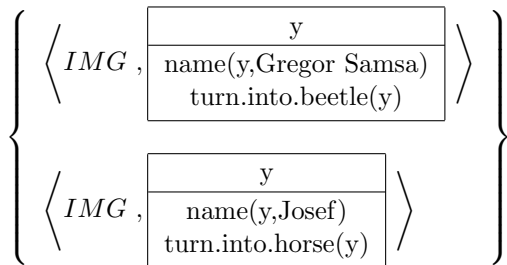 y
IMG , name(y,Gregor Samsa)
turn.into.beetle(y)
y
IMG , name(y,Josef)
turn.into.horse(y)